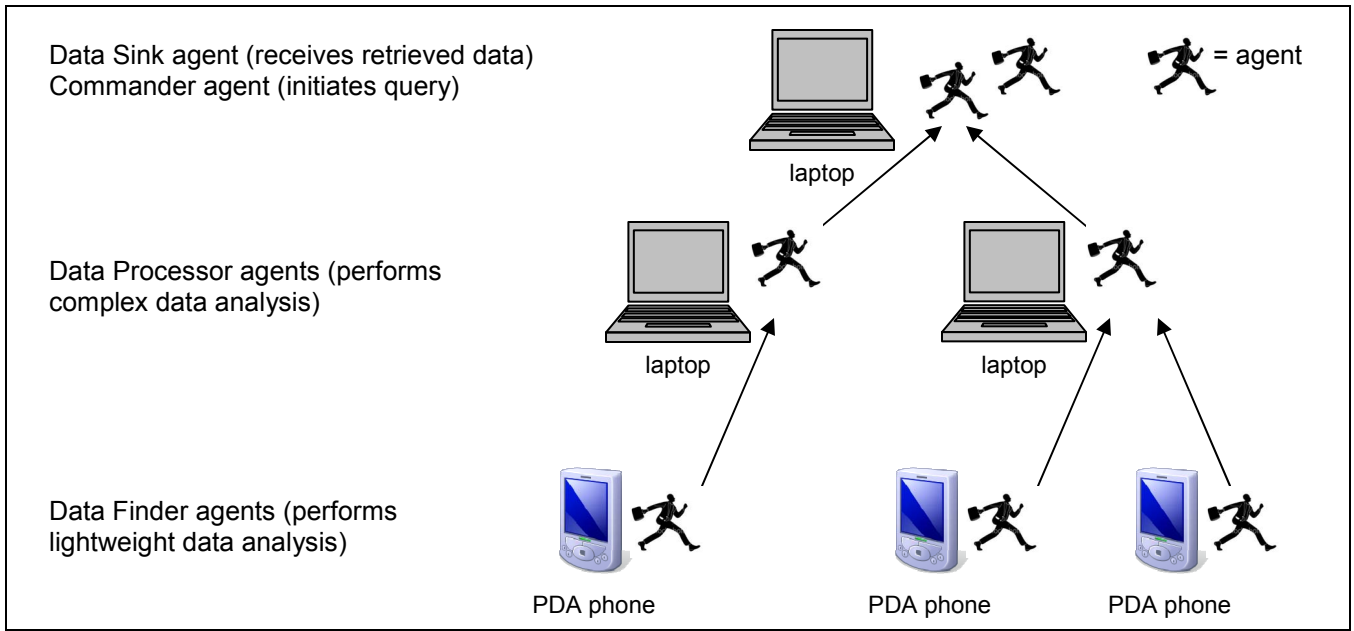 Data Sink agent (receives retrieved data)
Commander agent (initiates query)
= agent
laptop
Data Processor agents (performs
complex data analysis)
laptop
laptop
Data Finder agents (performs
lightweight data analysis)
PDA phone
PDA phone
PDA phone